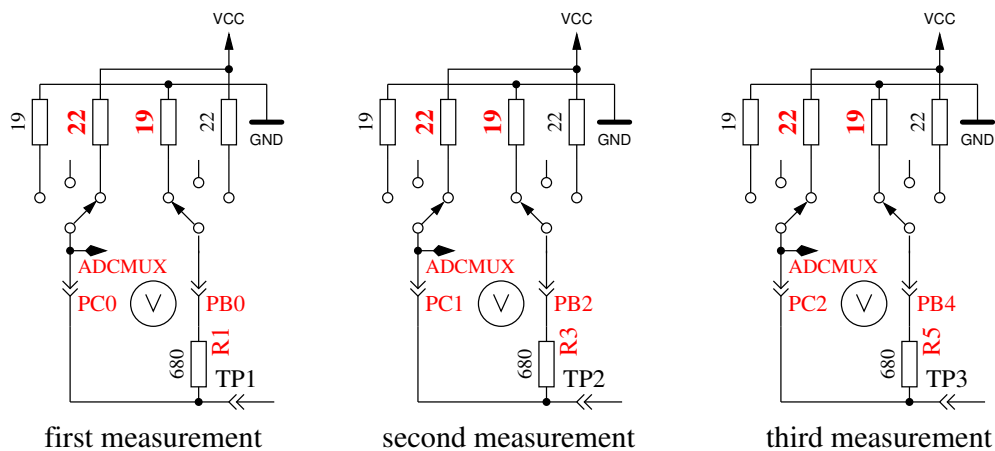 VCC
19
22
19
22
GND
ADCMUX
PC0
V
PB0
R1
680
TP1
first measurement
VCC
19
22
19
22
GND
ADCMUX
PC1
V
PB2
R3
680
TP2
second measurement
VCC
19
22
19
22
GND
ADCMUX
PC2
V
PB4
R5
680
TP3
third measurement